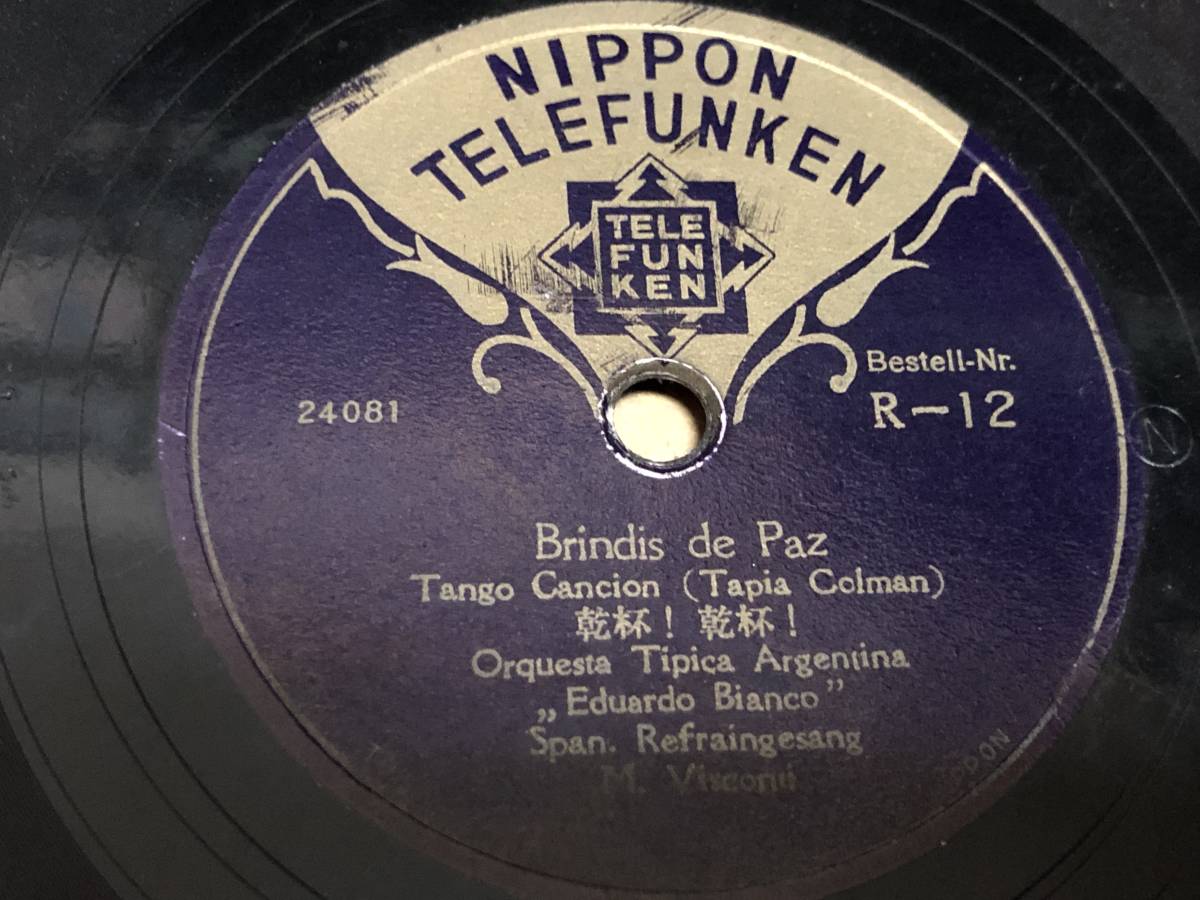 NIPPON
TELEFUNKEN
TELE
FUN
KEN
Bestell-Nr.
R-12
24081
Brindis de Paz
Tango Cancion (Tapia Colman)
乾杯! 乾杯!
Orquesta Tipica Argentina
„Eduardo Bianco”
Span. Refraingesang
M. Visconti
N